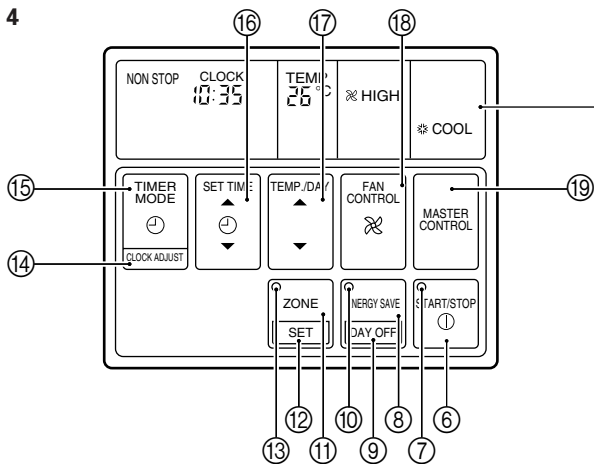 4
⑯ ⑰ ⑱
NON STOP CLOCK TEMP.
10:35 26°C HIGH
COOL
⑮ TIMER MODE SET TIME TEMP./DAY FAN CONTROL MASTER CONTROL ⑲
⑭ CLOCK ADJUST
ZONE NERGY SAVE START/STOP
SET DAY OFF
⑫ ⑩ ⑧ ⑥
⑬ ⑪ ⑨ ⑦